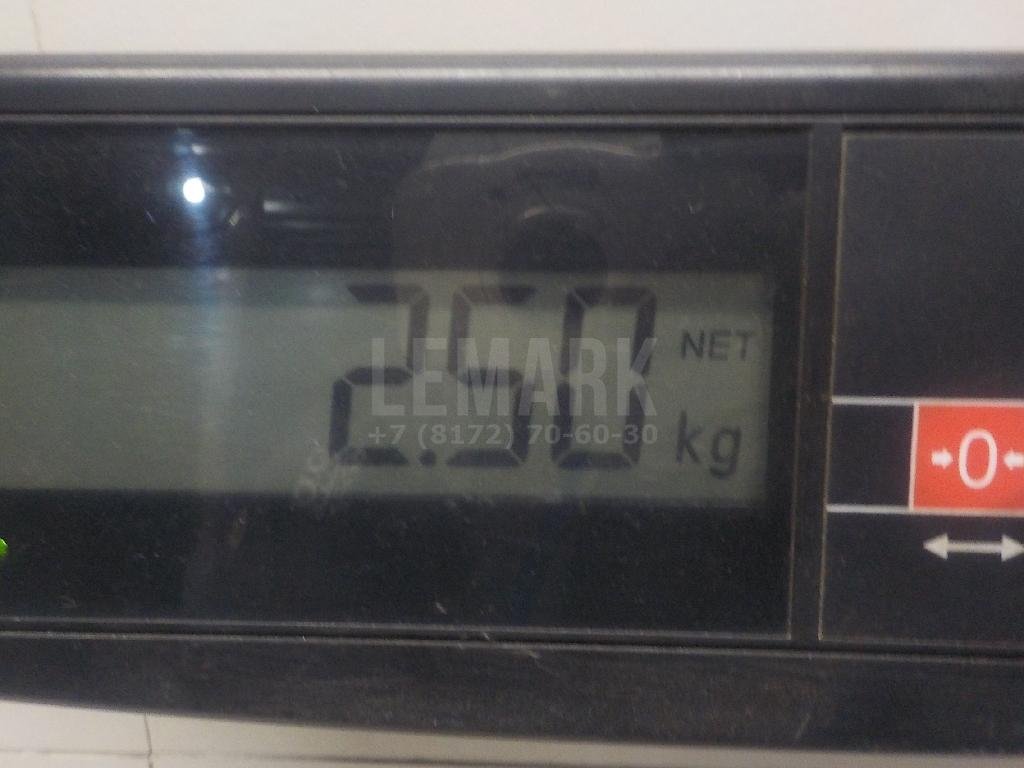 2.50 NET
kg
→0←
LEMARK
+7 (8172) 70-60-30